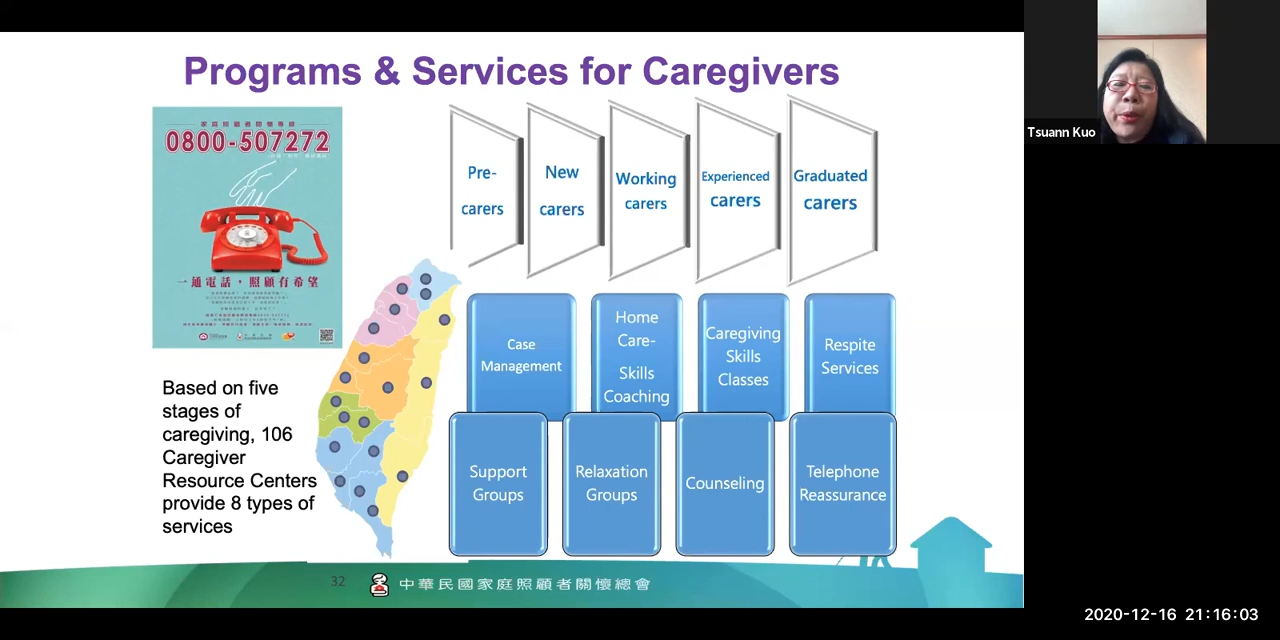 Programs & Services for Caregivers
家庭照顧者關懷專線
0800-507272
一通電話,照顧有希望
Pre-
carers
New
carers
Working
carers
Experienced
carers
Graduated
carers
Case
Management
Home
Care-
Skills
Coaching
Caregiving
Skills
Classes
Respite
Services
Support
Groups
Relaxation
Groups
Counseling
Telephone
Reassurance
Based on five
stages of
caregiving, 106
Caregiver
Resource Centers
provide 8 types of
services
32
中華民國家庭照顧者關懷總會
Tsuann Kuo
2020-12-16 21:16:03